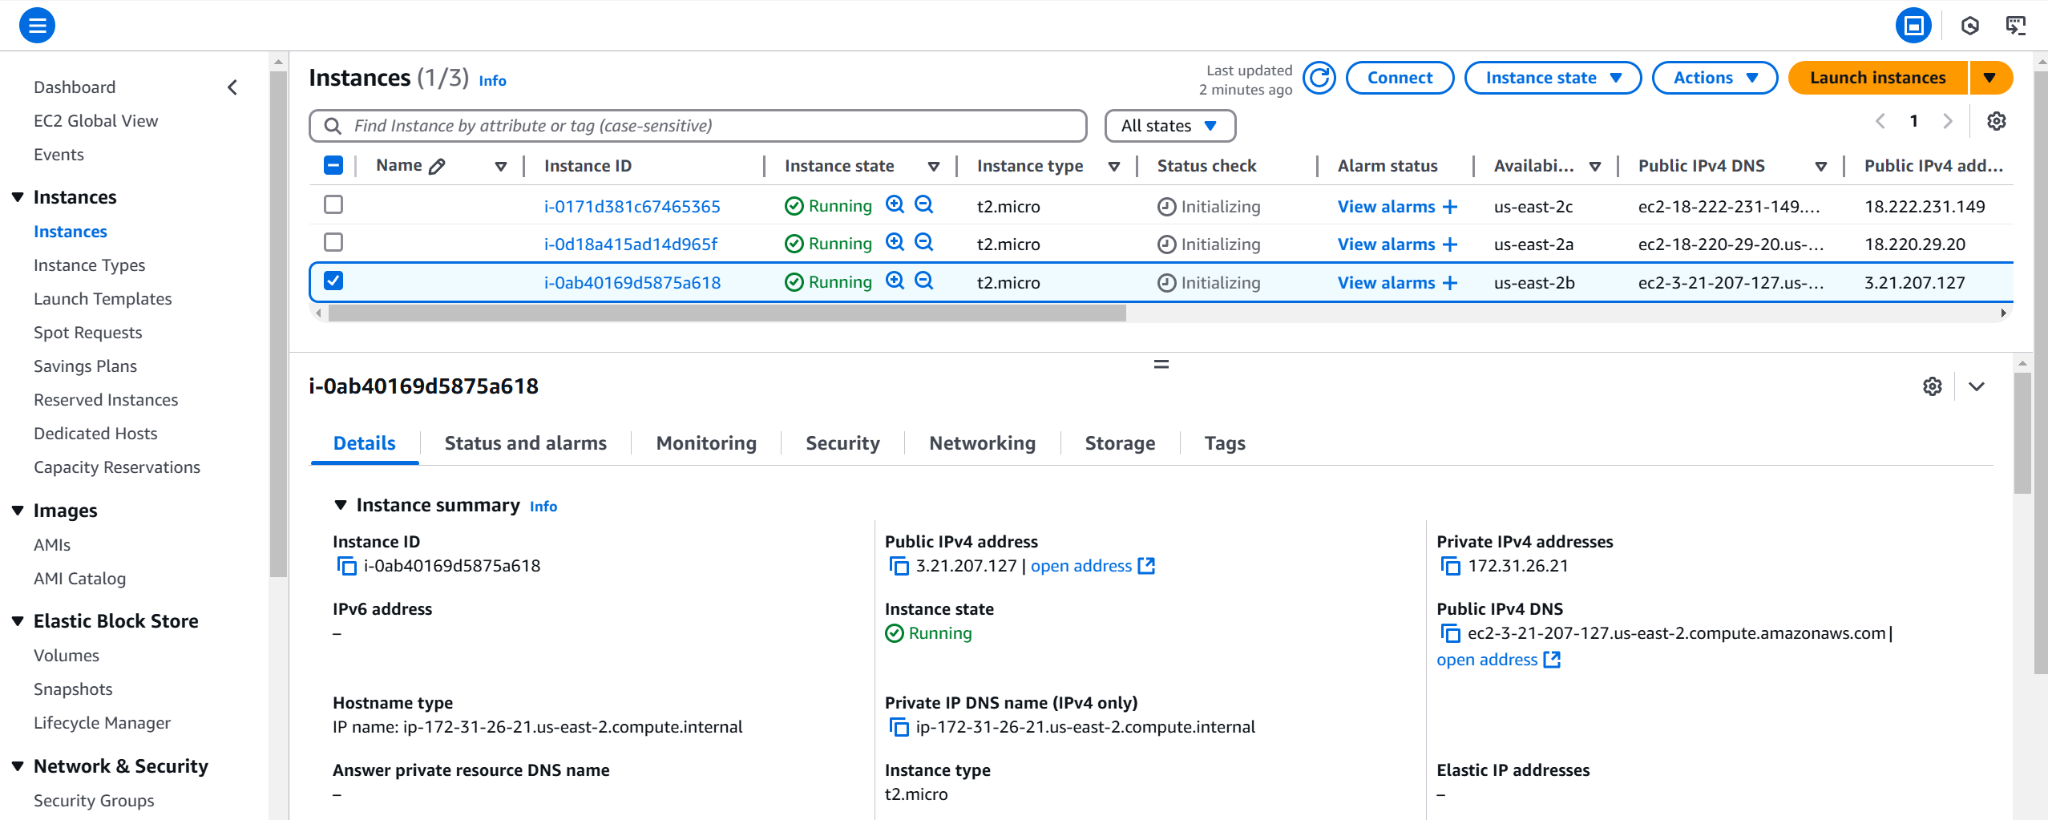 Dashboard
EC2 Global View
Events
Instances
Instances
Instance Types
Launch Templates
Spot Requests
Savings Plans
Reserved Instances
Dedicated Hosts
Capacity Reservations
Images
AMIs
AMI Catalog
Elastic Block Store
Volumes
Snapshots
Lifecycle Manager
Network & Security
Security Groups
Instances (1/3) Info
Last updated
2 minutes ago
Connect
Instance state
Actions
Launch instances
Find Instance by attribute or tag (case-sensitive)
All states
1
Name Instance ID Instance state Instance type Status check Alarm status Availabi... Public IPv4 DNS Public IPv4 add...
i-0171d381c67465365 Running t2.micro Initializing View alarms + us-east-2c ec2-18-222-231-149.... 18.222.231.149
i-0d18a415ad14d965f Running t2.micro Initializing View alarms + us-east-2a ec2-18-220-29-20.us-... 18.220.29.20
i-0ab40169d5875a618 Running t2.micro Initializing View alarms + us-east-2b ec2-3-21-207-127.us-... 3.21.207.127
i-0ab40169d5875a618
Details Status and alarms Monitoring Security Networking Storage Tags
Instance summary Info
Instance ID
i-0ab40169d5875a618
Public IPv4 address
3.21.207.127 | open address
Private IPv4 addresses
172.31.26.21
IPv6 address
–
Instance state
Running
Public IPv4 DNS
ec2-3-21-207-127.us-east-2.compute.amazonaws.com |
open address
Hostname type
IP name: ip-172-31-26-21.us-east-2.compute.internal
Private IP DNS name (IPv4 only)
ip-172-31-26-21.us-east-2.compute.internal
Answer private resource DNS name
–
Instance type
t2.micro
Elastic IP addresses
–